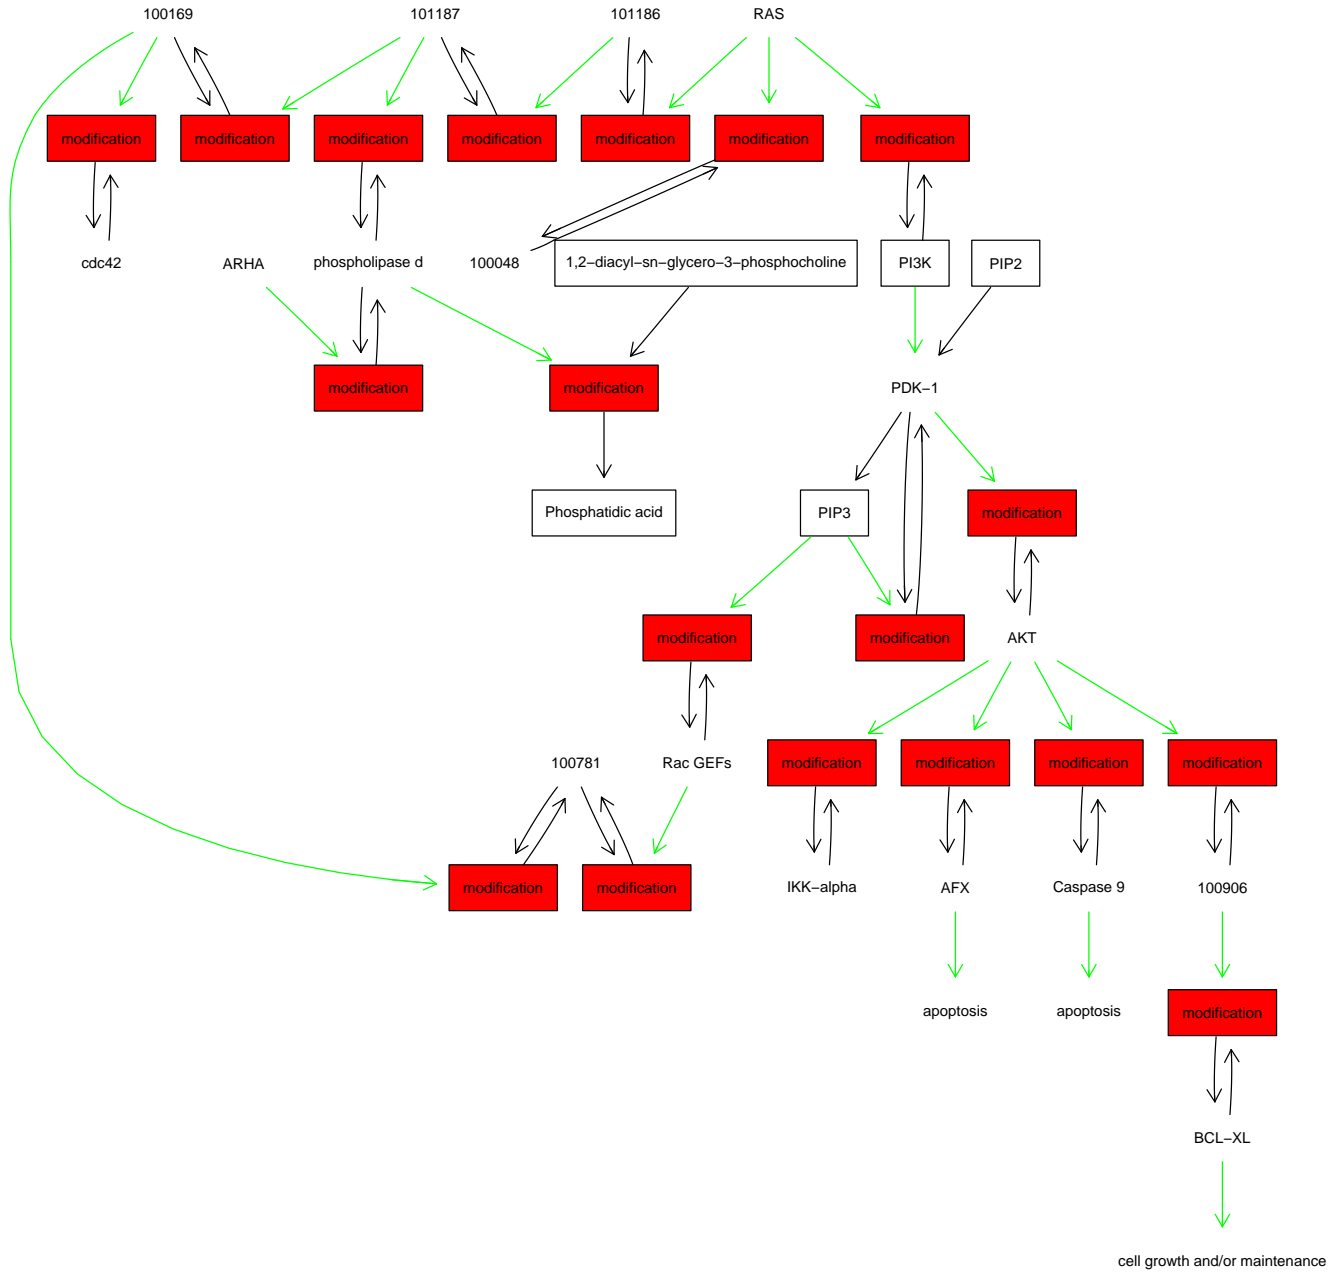 100169
101187
101186
RAS
modification
modification
modification
modification
modification
modification
modification
cdc42
ARHA
phospholipase d
100048
1,2−diacyl−sn−glycero−3−phosphocholine
PI3K
PIP2
modification
modification
PDK−1
Phosphatidic acid
PIP3
modification
modification
modification
AKT
100781
Rac GEFs
modification
modification
modification
modification
modification
modification
IKK−alpha
AFX
Caspase 9
100906
apoptosis
apoptosis
modification
BCL−XL
cell growth and/or maintenance